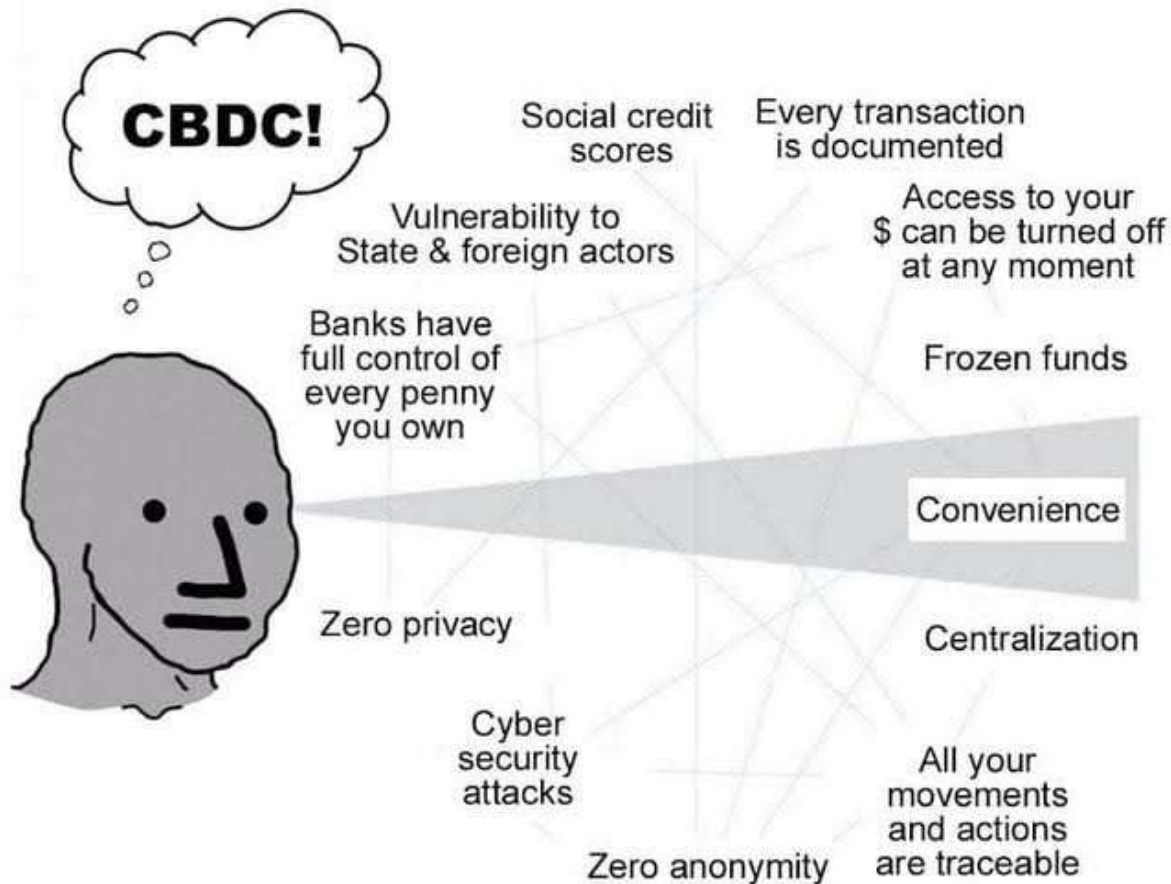 CBDC!
Social credit
scores
Every transaction
is documented
Vulnerability to
State & foreign actors
Access to your
$ can be turned off
at any moment
Banks have
full control of
every penny
you own
Frozen funds
Convenience
Zero privacy
Centralization
Cyber
security
attacks
All your
movements
and actions
are traceable
Zero anonymity